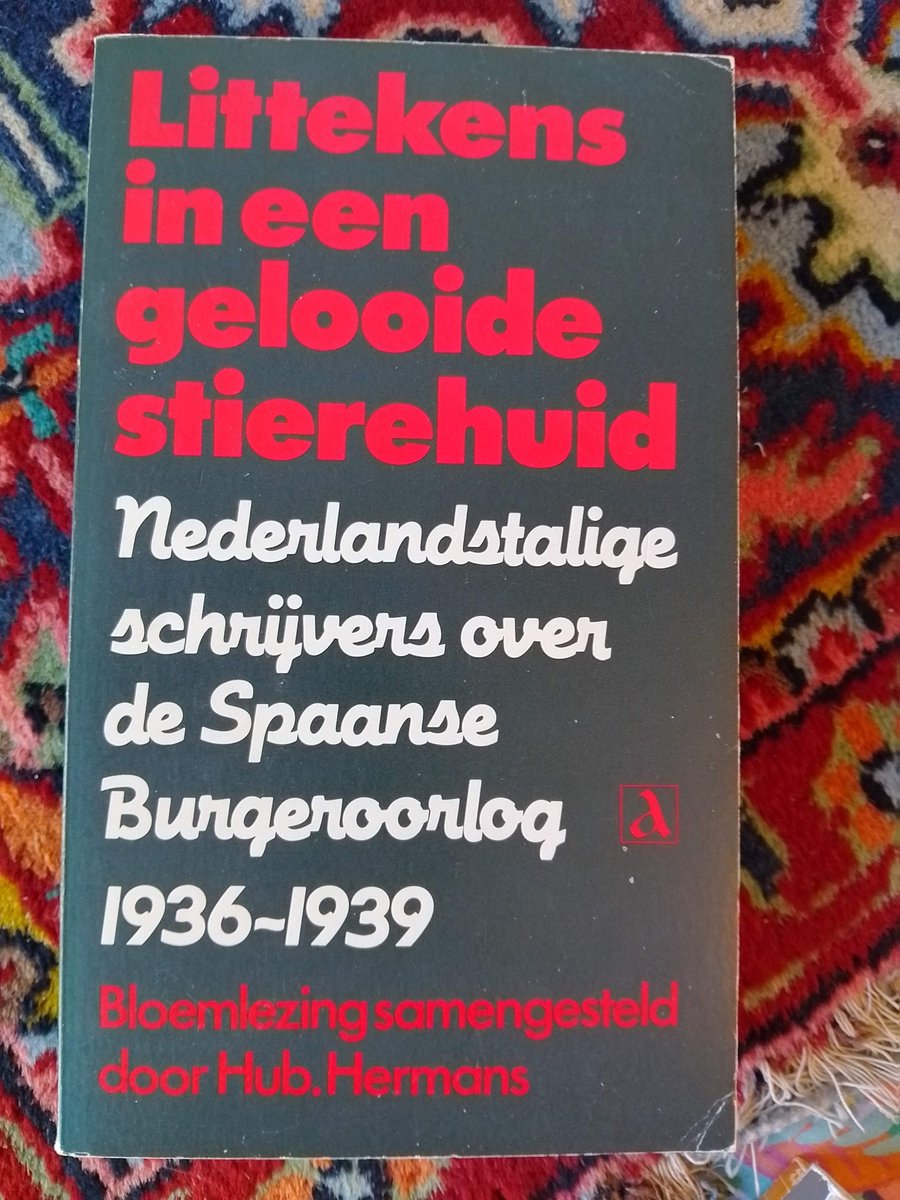 Littekens
in een
gelooide
stierehuid
Nederlandstalige
schrijvers over
de Spaanse
Burgeroorlog
a
1936~1939
Bloemlezing samengesteld
door Hub. Hermans